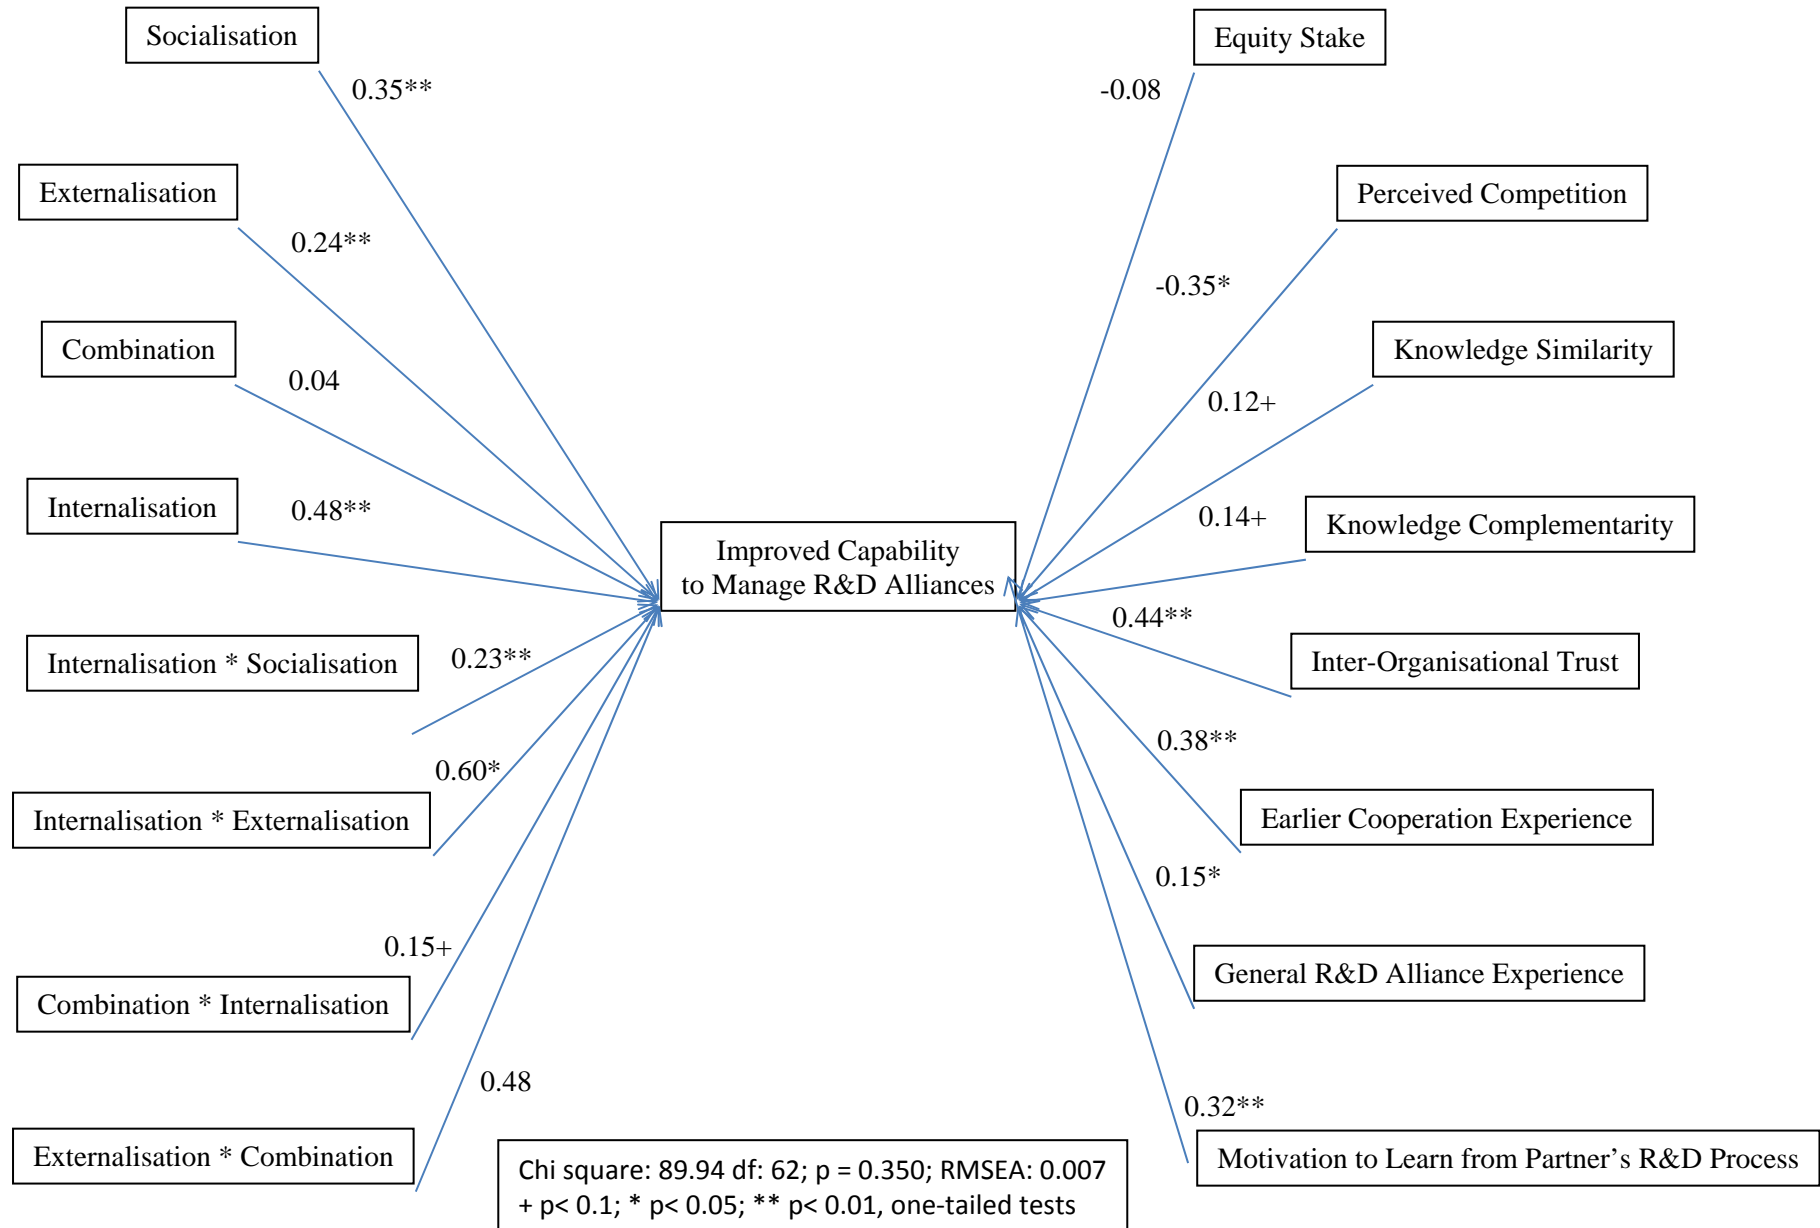 Socialisation
0.35**
Externalisation
0.24**
Combination
0.04
Internalisation
0.48**
Internalisation * Socialisation
0.23**
Internalisation * Externalisation
0.60*
Combination * Internalisation
0.15+
Externalisation * Combination
0.48
Improved Capability
to Manage R&D Alliances
Equity Stake
-0.08
Perceived Competition
-0.35*
Knowledge Similarity
0.12+
Knowledge Complementarity
0.14+
Inter-Organisational Trust
0.44**
Earlier Cooperation Experience
0.38**
General R&D Alliance Experience
0.15*
Motivation to Learn from Partner’s R&D Process
0.32**
Chi square: 89.94 df: 62; p = 0.350; RMSEA: 0.007
+ p< 0.1; * p< 0.05; ** p< 0.01, one-tailed tests